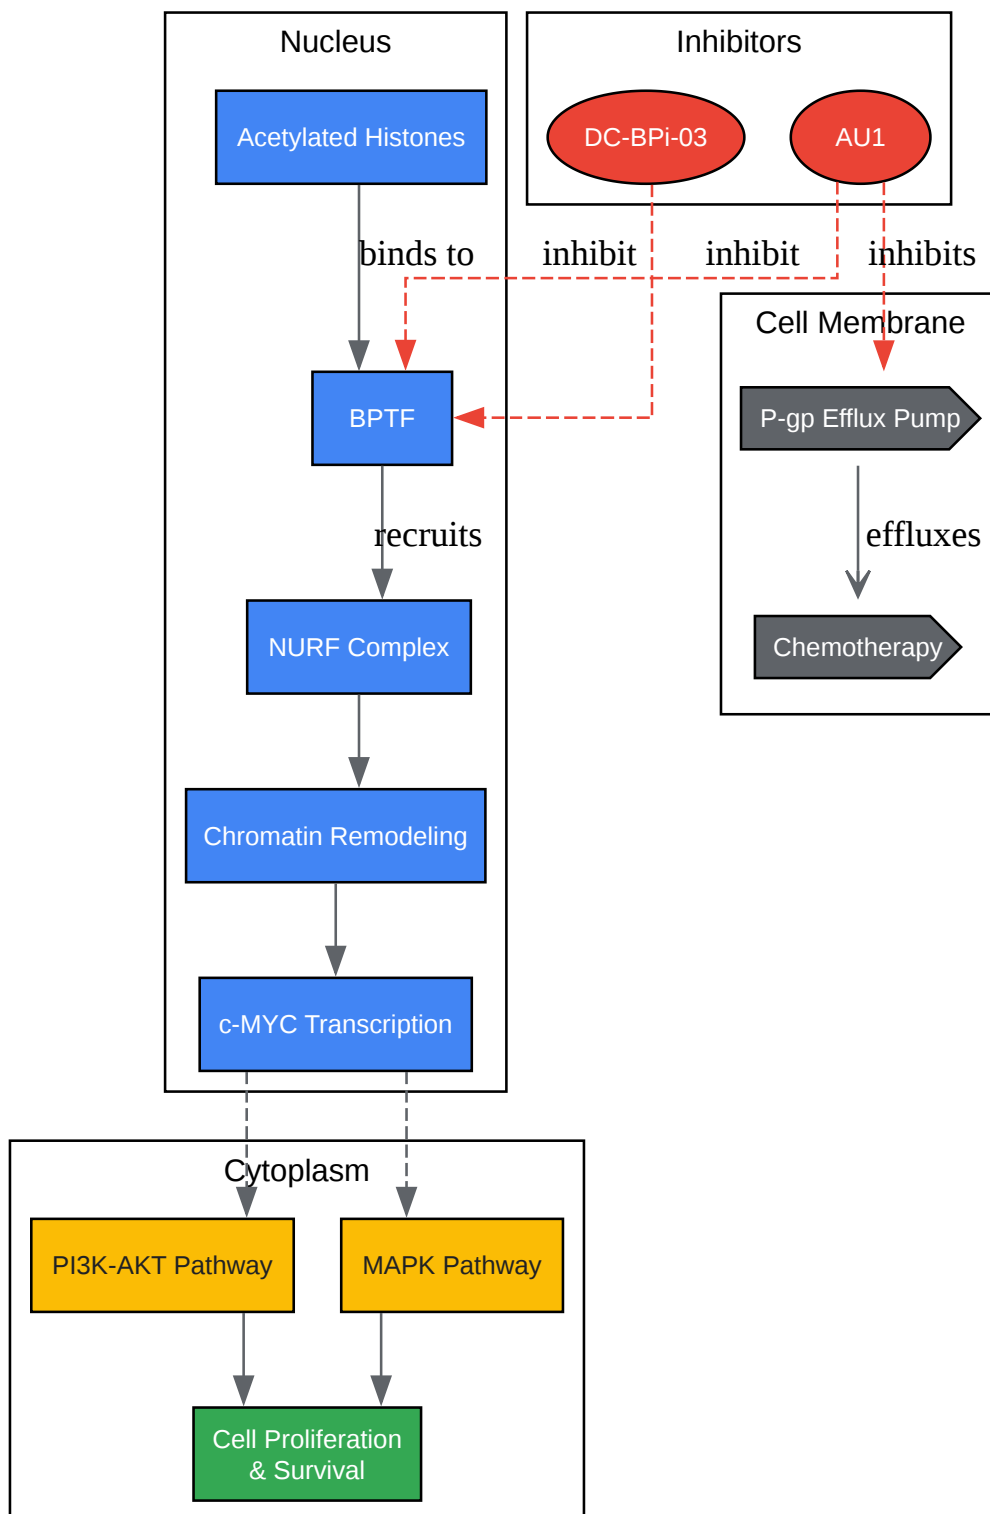 Nucleus
Inhibitors
Acetylated Histones
DC-BPi-03
AU1
binds to
inhibit
inhibit
inhibits
Cell Membrane
BPTF
P-gp Efflux Pump
recruits
effluxes
NURF Complex
Chemotherapy
Chromatin Remodeling
c-MYC Transcription
Cytoplasm
PI3K-AKT Pathway
MAPK Pathway
Cell Proliferation
& Survival